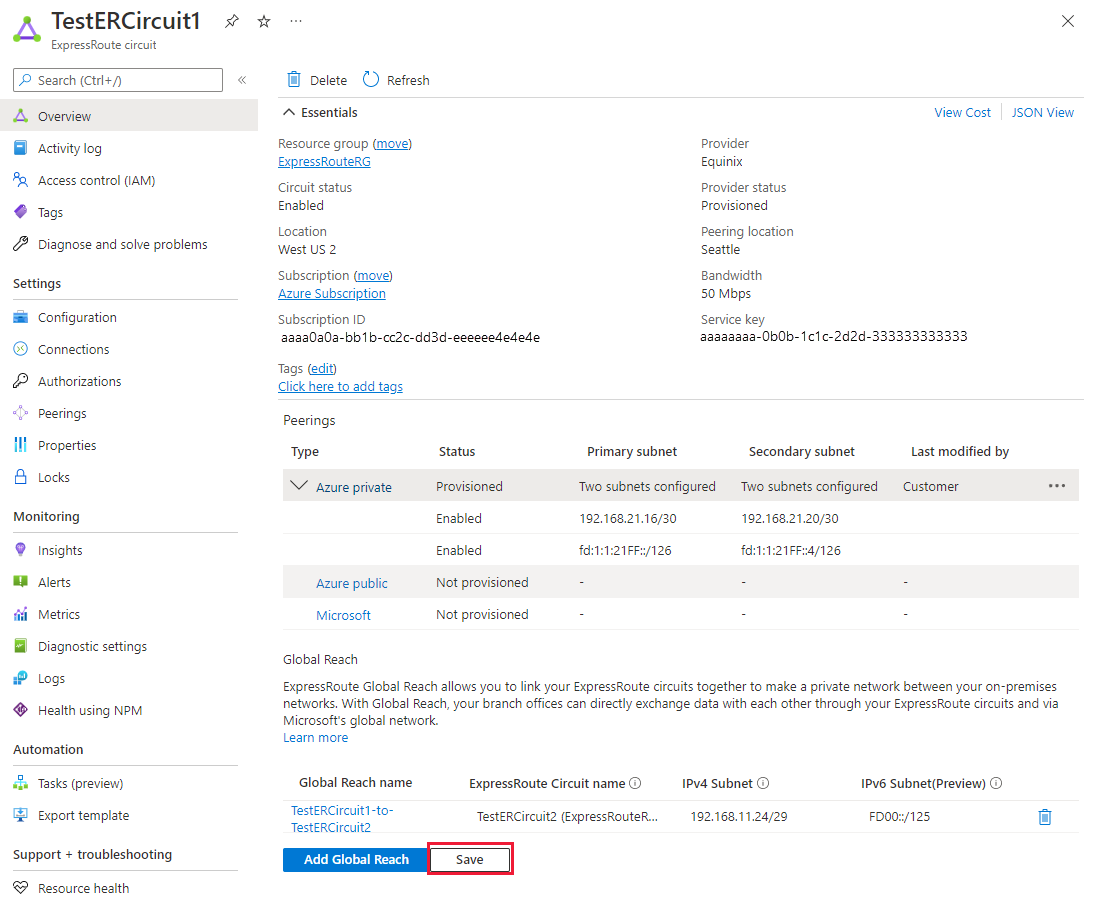 TestERCircuit1
ExpressRoute circuit
Search (Ctrl+/)
Overview
Activity log
Access control (IAM)
Tags
Diagnose and solve problems
Settings
Configuration
Connections
Authorizations
Peerings
Properties
Locks
Monitoring
Insights
Alerts
Metrics
Diagnostic settings
Logs
Health using NPM
Automation
Tasks (preview)
Export template
Support + troubleshooting
Resource health
Delete Refresh
Essentials View Cost JSON View
Resource group (move)
ExpressRouteRG
Circuit status
Enabled
Location
West US 2
Subscription (move)
Azure Subscription
Subscription ID
aaaa0a0a-bb1b-cc2c-dd3d-eeeeee4e4e4e
Tags (edit)
Click here to add tags
Provider
Equinix
Provider status
Provisioned
Peering location
Seattle
Bandwidth
50 Mbps
Service key
aaaaaaaa-0b0b-1c1c-2d2d-333333333333
Peerings
Type Status Primary subnet Secondary subnet Last modified by
Azure private Provisioned Two subnets configured Two subnets configured Customer
Enabled 192.168.21.16/30 192.168.21.20/30
Enabled fd:1:1:21FF::/126 fd:1:1:21FF::4/126
Azure public Not provisioned - - -
Microsoft Not provisioned - - -
Global Reach
ExpressRoute Global Reach allows you to link your ExpressRoute circuits together to make a private network between your on-premises
networks. With Global Reach, your branch offices can directly exchange data with each other through your ExpressRoute circuits and via
Microsoft's global network.
Learn more
Global Reach name ExpressRoute Circuit name IPv4 Subnet IPv6 Subnet(Preview)
TestERCircuit1-to-
TestERCircuit2 TestERCircuit2 (ExpressRouteR... 192.168.11.24/29 FD00::/125
Add Global Reach Save